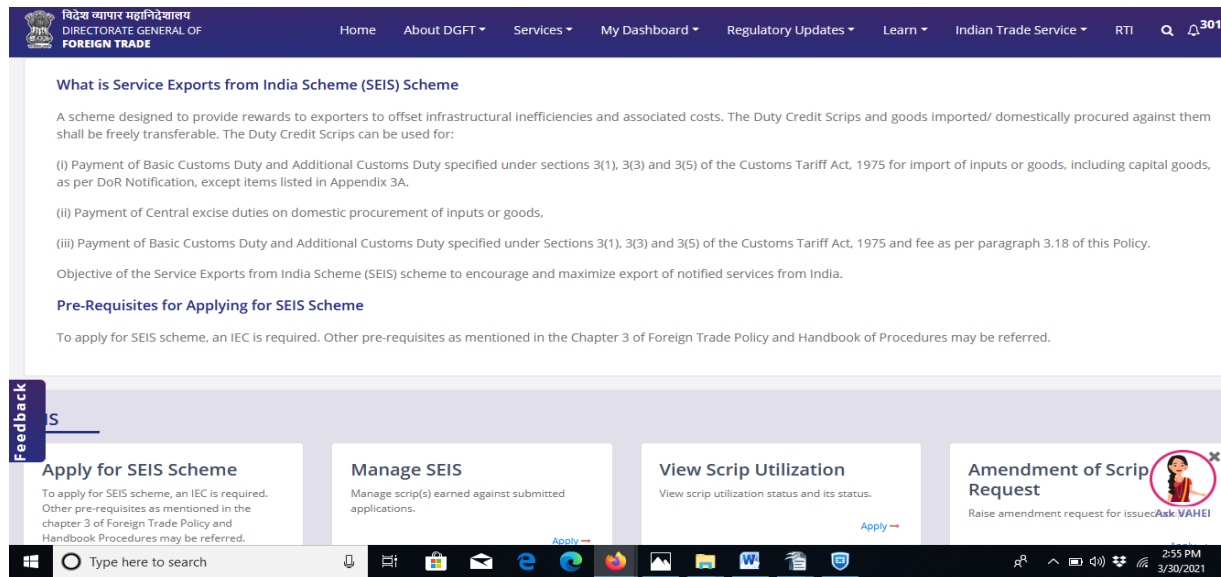 विदेश व्यापार महानिदेशालय
DIRECTORATE GENERAL OF
FOREIGN TRADE
Home About DGFT Services My Dashboard Regulatory Updates Learn Indian Trade Service RTI 301
What is Service Exports from India Scheme (SEIS) Scheme
A scheme designed to provide rewards to exporters to offset infrastructural inefficiencies and associated costs. The Duty Credit Scrips and goods imported/ domestically procured against them
shall be freely transferable. The Duty Credit Scrips can be used for:
(i) Payment of Basic Customs Duty and Additional Customs Duty specified under sections 3(1), 3(3) and 3(5) of the Customs Tariff Act, 1975 for import of inputs or goods, including capital goods,
as per DoR Notification, except items listed in Appendix 3A.
(ii) Payment of Central excise duties on domestic procurement of inputs or goods,
(iii) Payment of Basic Customs Duty and Additional Customs Duty specified under Sections 3(1), 3(3) and 3(5) of the Customs Tariff Act, 1975 and fee as per paragraph 3.18 of this Policy.
Objective of the Service Exports from India Scheme (SEIS) scheme to encourage and maximize export of notified services from India.
Pre-Requisites for Applying for SEIS Scheme
To apply for SEIS scheme, an IEC is required. Other pre-requisites as mentioned in the Chapter 3 of Foreign Trade Policy and Handbook of Procedures may be referred.
Feedback
IS
Apply for SEIS Scheme
To apply for SEIS scheme, an IEC is required.
Other pre-requisites as mentioned in the
chapter 3 of Foreign Trade Policy and
Handbook Procedures may be referred.
Manage SEIS
Manage scrip(s) earned against submitted
applications.
Apply
View Scrip Utilization
View scrip utilization status and its status.
Apply
Amendment of Scrip
Request
Raise amendment request for issued
Ask VAHEI
Type here to search
2:55 PM
3/30/2021